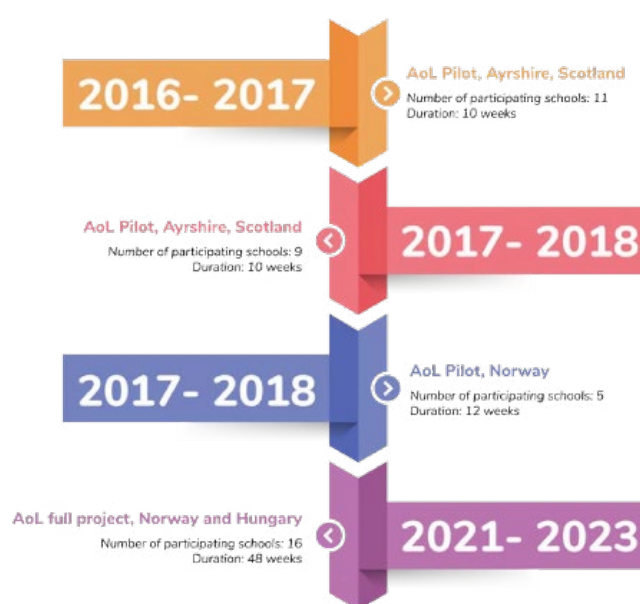 2016- 2017
AoL Pilot, Ayrshire, Scotland
Number of participating schools: 11
Duration: 10 weeks
AoL Pilot, Ayrshire, Scotland
Number of participating schools: 9
Duration: 10 weeks
2017- 2018
2017- 2018
AoL Pilot, Norway
Number of participating schools: 5
Duration: 12 weeks
AoL full project, Norway and Hungary
Number of participating schools: 16
Duration: 48 weeks
2021- 2023